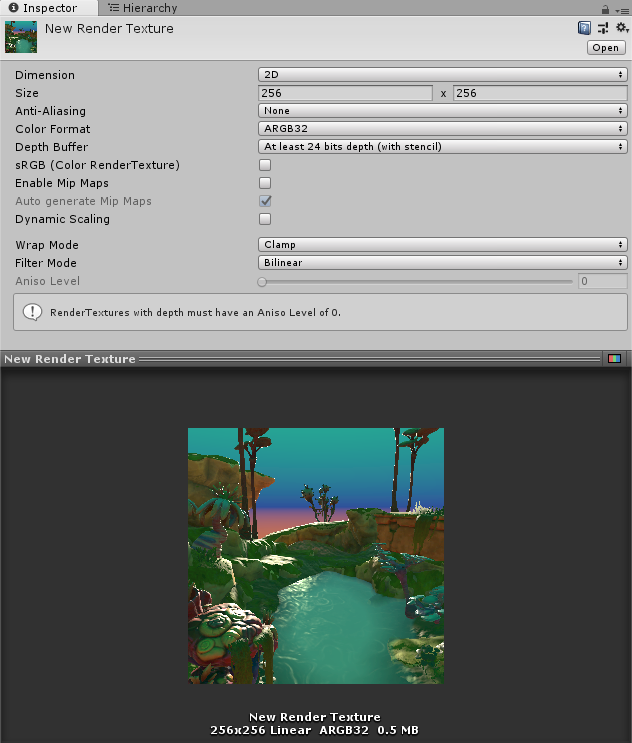 Inspector
Hierarchy
New Render Texture
Open
Dimension 2D
Size 256 x 256
Anti-Aliasing None
Color Format ARGB32
Depth Buffer At least 24 bits depth (with stencil)
sRGB (Color RenderTexture)
Enable Mip Maps
Auto generate Mip Maps
Dynamic Scaling
Wrap Mode Clamp
Filter Mode Bilinear
Aniso Level 0
RenderTextures with depth must have an Aniso Level of 0.
New Render Texture
New Render Texture
256x256 Linear ARGB32 0.5 MB